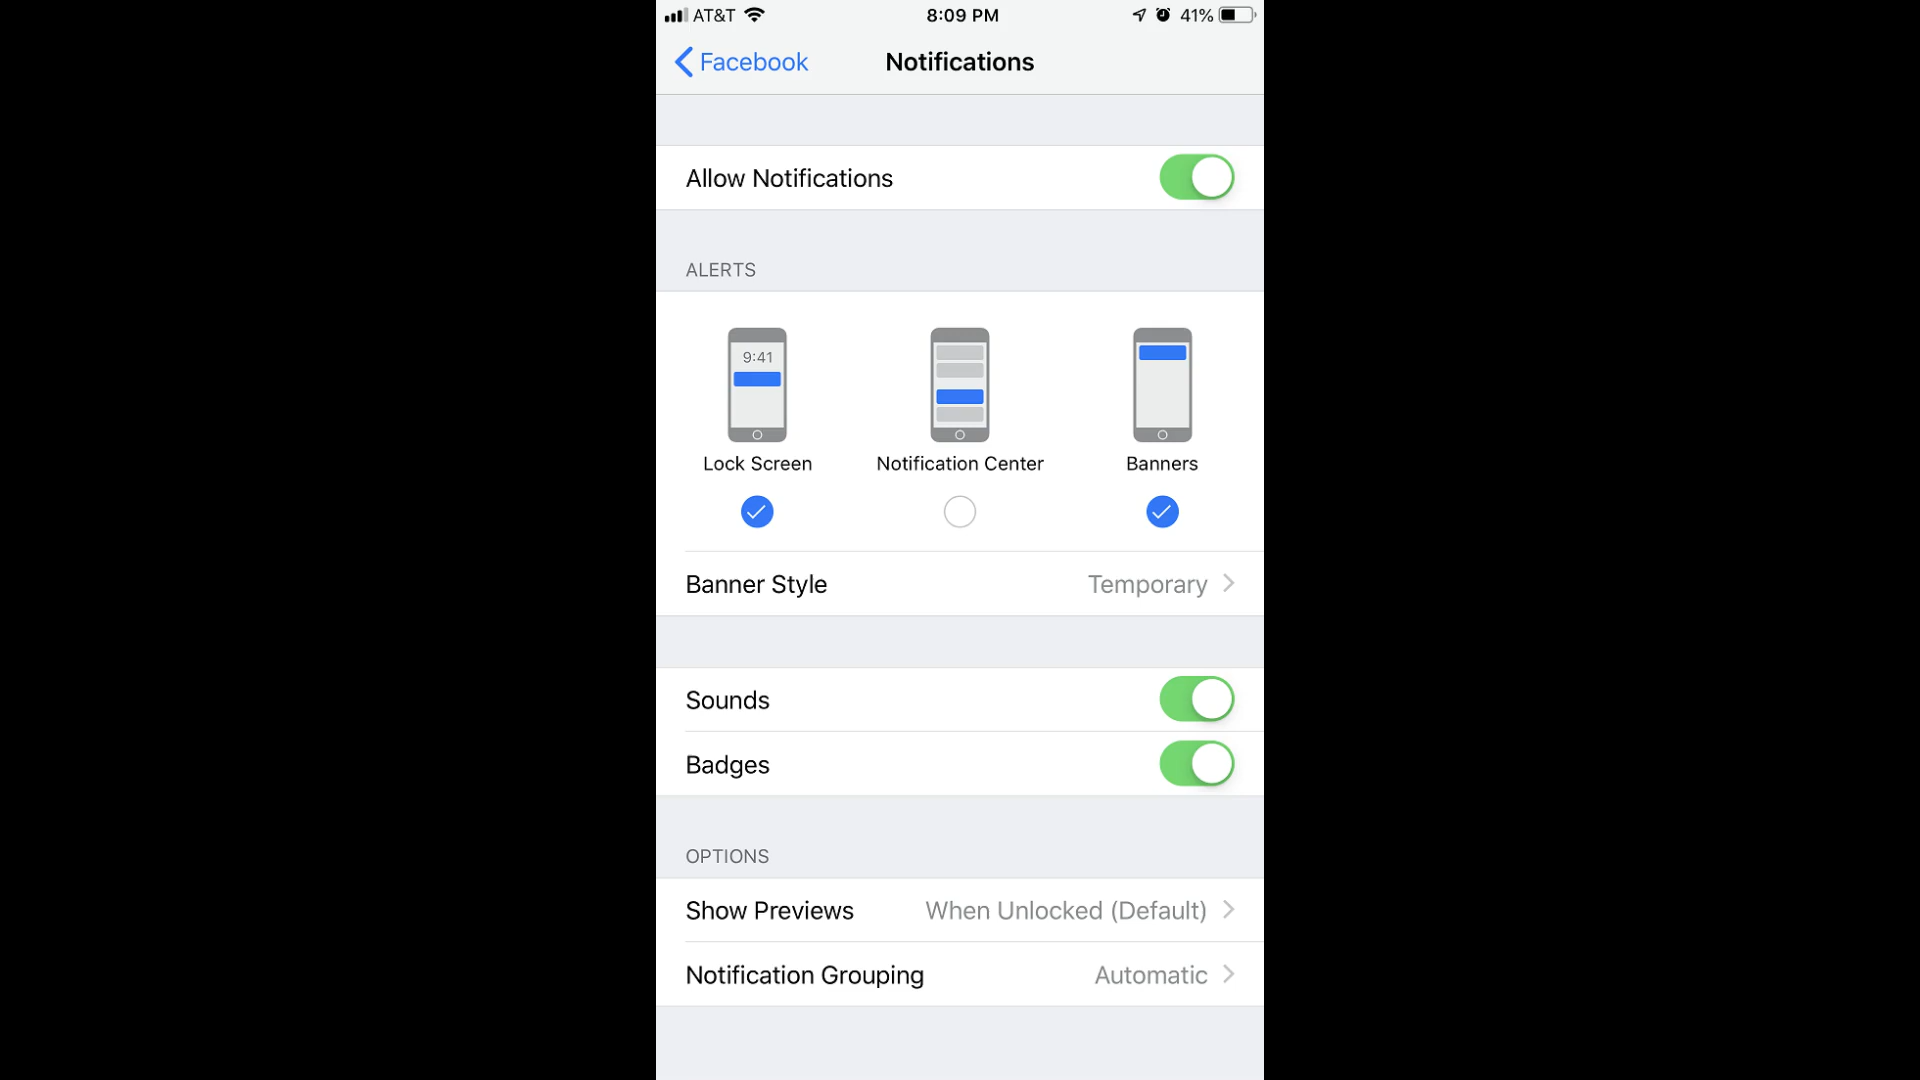 AT&T 8:09 PM 41%
Facebook Notifications
Allow Notifications
ALERTS
9:41
Lock Screen Notification Center Banners
Banner Style Temporary
Sounds
Badges
OPTIONS
Show Previews When Unlocked (Default)
Notification Grouping Automatic